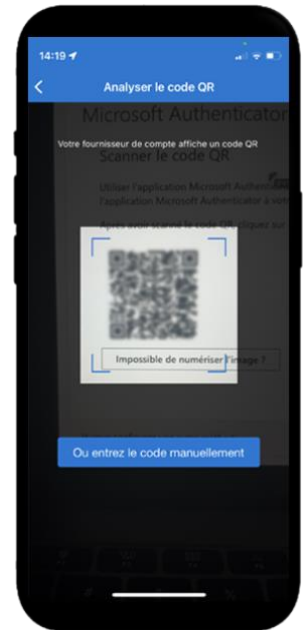 14:19
Analyser le code QR
Microsoft Authenticator
Votre fournisseur de compte affiche un code QR
Scanner le code QR
Utiliser l'application Microsoft
l'application Microsoft Authenticator à
Après avoir scanné le code QR, cliquez sur
Impossible de numériser l'image ?
Ou entrez le code manuellement